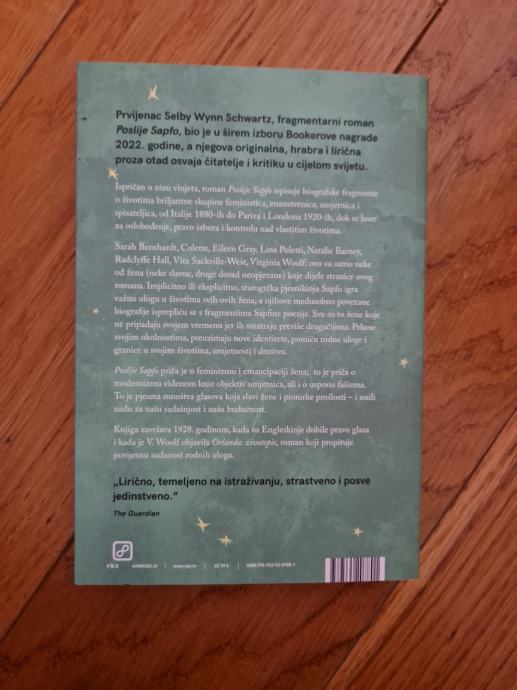 Prvijenac Selby Wynn Schwartz, fragmentarni roman
Poslije Sapfo, bio je u širem izboru Bookerove nagrade
2022. godine, a njegova originalna, hrabra i lirična
proza otad osvaja čitatelje i kritiku u cijelom svijetu.
Ispričan u nizu vinjeta, roman Poslije Sapfo ispisuje biografske fragmente
o životima briljantne skupine feministica, znanstvenica, umjetnica i
spisateljica, od Italije 1880-ih do Pariza i Londona 1920-ih, dok se bore
za oslobođenje, pravo izbora i kontrolu nad vlastitim životima.
Sarah Bernhardt, Colette, Eileen Gray, Lina Poletti, Natalie Barney,
Radclyffe Hall, Vita Sackville-West, Virginia Woolf: ovo su samo neke
od žena (neke slavne, druge dosad neopjevane) koje dijele stranice ovog
romana. Implicitno ili eksplicitno, starogrčka pjesnikinja Sapfo igra
važnu ulogu u životima svih ovih žena, a njihove međusobno povezane
biografije isprepliću se s fragmentima Sapfine poezije. Sve su to žene koje
ne pripadaju svojem vremenu jer ih smatraju previše drugačijima. Prkose
svojim okolnostima, preuzimaju nove identitete, pomiču rodne uloge i
granice u svojim životima, umjetnosti i društvu.
Poslije Sapfo priča je o feminizmu i emancipaciji žena; to je priča o
modernizmu viđenom kroz objektiv umjetnica, ali i o usponu fašizma.
To je pjesma mnoštva glasova koja slavi žene i pionirke prošlosti – i nudi
nadu za našu sadašnjost i našu budućnost.
Knjiga završava 1928. godinom, kada su Engleskinje dobile pravo glasa
i kada je V. Woolf objavila Orlanda: životopis, roman koji propituje
povijesnu zadanost rodnih uloga.
„Lirično, temeljeno na istraživanju, strastveno i posve
jedinstveno.“
The Guardian
V|B|Z AMBROZIJA | www.vbz.hr | 22,99 €